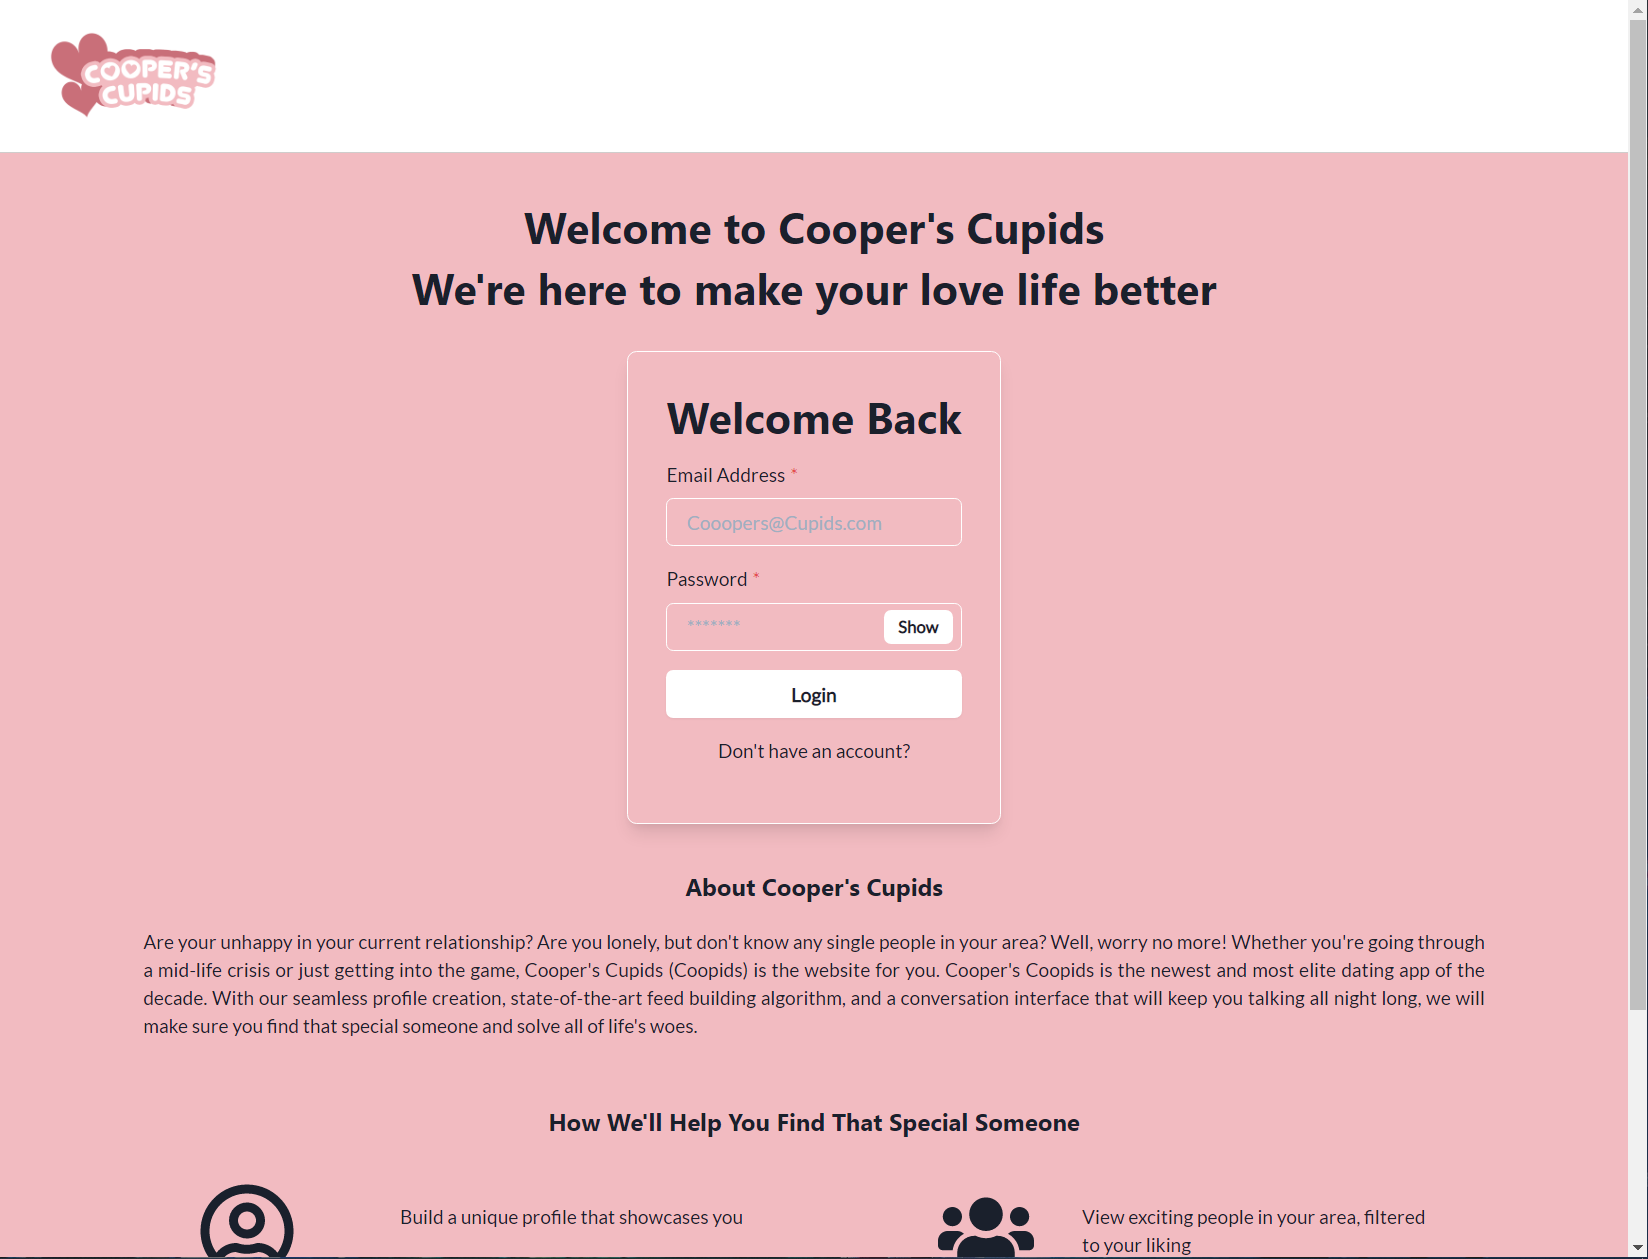 COOPER'S
CUPIDS
Welcome to Cooper's Cupids
We're here to make your love life better
Welcome Back
Email Address *
Cooopers@Cupids.com
Password *
*******
Show
Login
Don't have an account?
About Cooper's Cupids
Are your unhappy in your current relationship? Are you lonely, but don't know any single people in your area? Well, worry no more! Whether you're going through
a mid-life crisis or just getting into the game, Cooper's Cupids (Coopids) is the website for you. Cooper's Coopids is the newest and most elite dating app of the
decade. With our seamless profile creation, state-of-the-art feed building algorithm, and a conversation interface that will keep you talking all night long, we will
make sure you find that special someone and solve all of life's woes.
How We'll Help You Find That Special Someone
Build a unique profile that showcases you
View exciting people in your area, filtered
to your liking